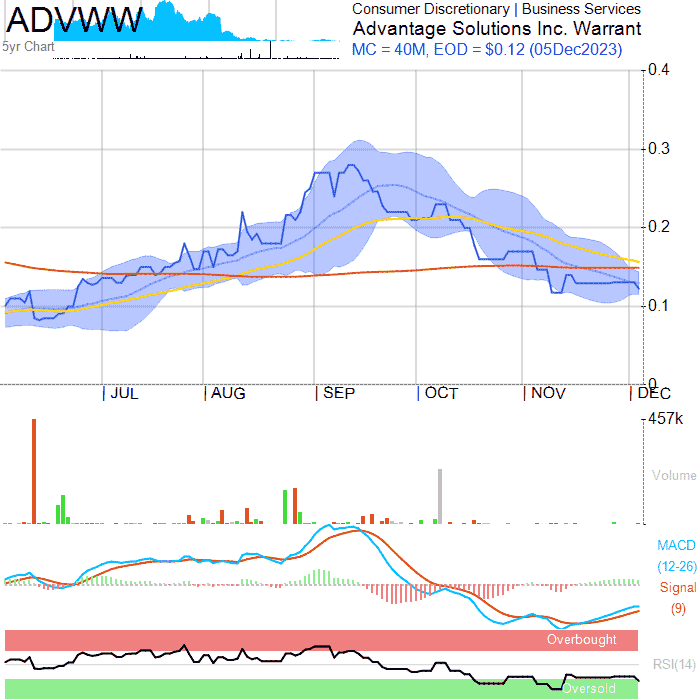 ADVWW
5yr Chart
Consumer Discretionary | Business Services
Advantage Solutions Inc. Warrant
MC = 40M, EOD = $0.12 (05Dec2023)
0.4
0.3
0.2
0.1
0
JUL AUG SEP OCT NOV DEC
457k
Volume
MACD
(12-26)
Signal
(9)
Overbought
RSI(14)
Oversold